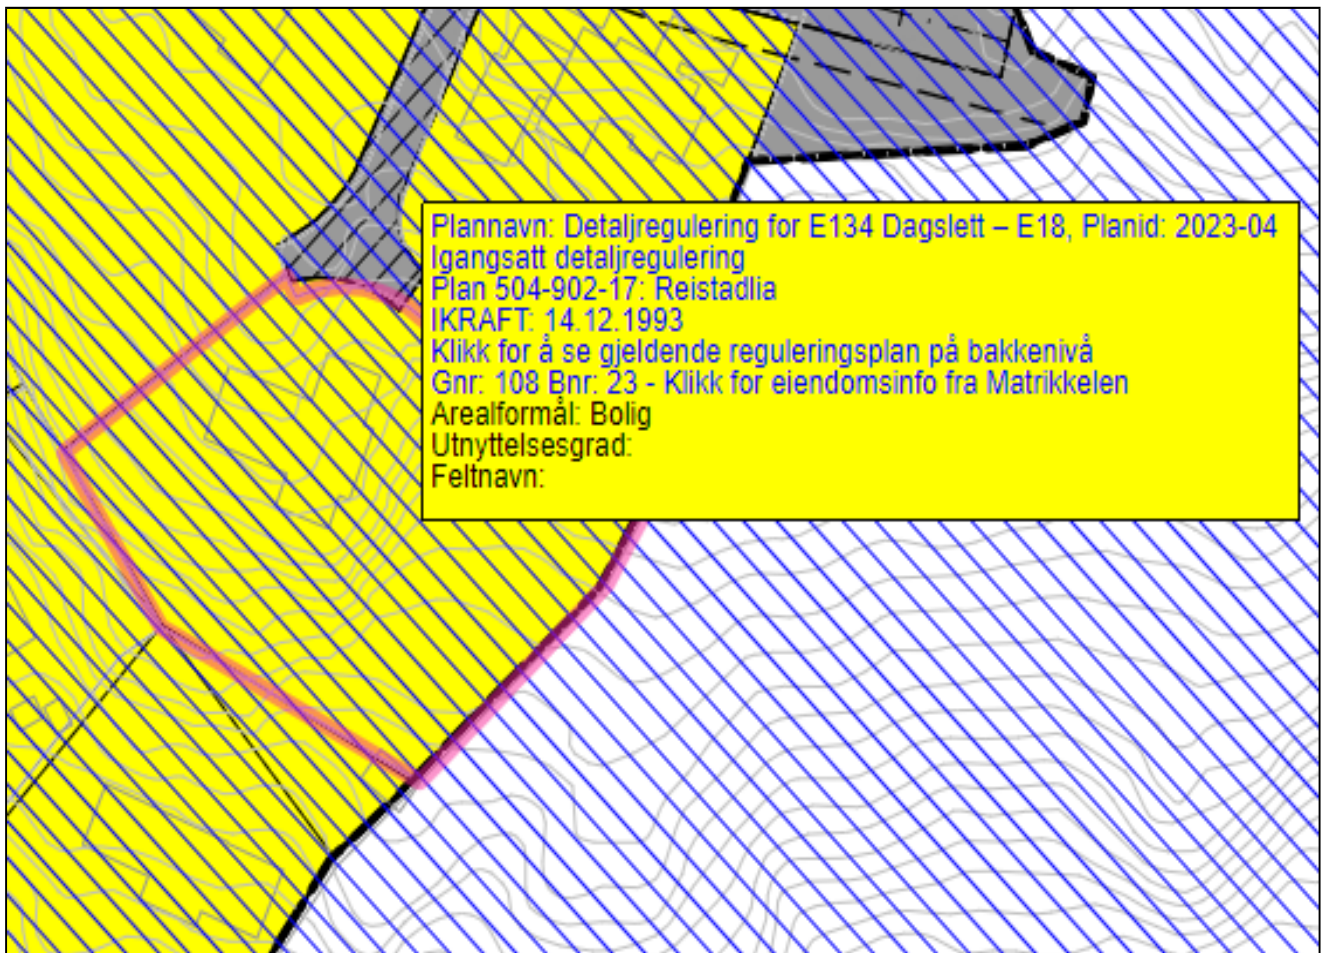 Plannavn: Detaljregulering for E134 Dagslett – E18, Planid: 2023-04
Igangsatt detaljregulering
Plan 504-902-17: Reistadlia
IKRAFT: 14.12.1993
Klikk for å se gjeldende reguleringsplan på bakkenivå
Gnr: 108 Bnr: 23 - Klikk for eiendomsinfo fra Matrikkelen
Arealformål: Bolig
Utnyttelsesgrad:
Feltnavn: